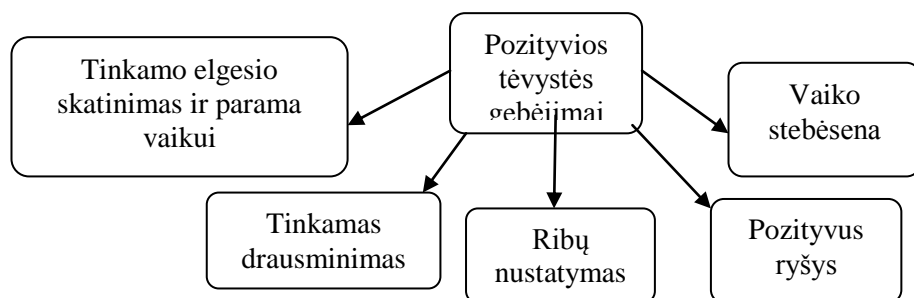 Pozityvios
tėvystės
gebėjimai
Tinkamo elgesio
skatinimas ir parama
vaikui
Vaiko
stebėsena
Tinkamas
drausminimas
Ribų
nustatymas
Pozityvus
ryšys